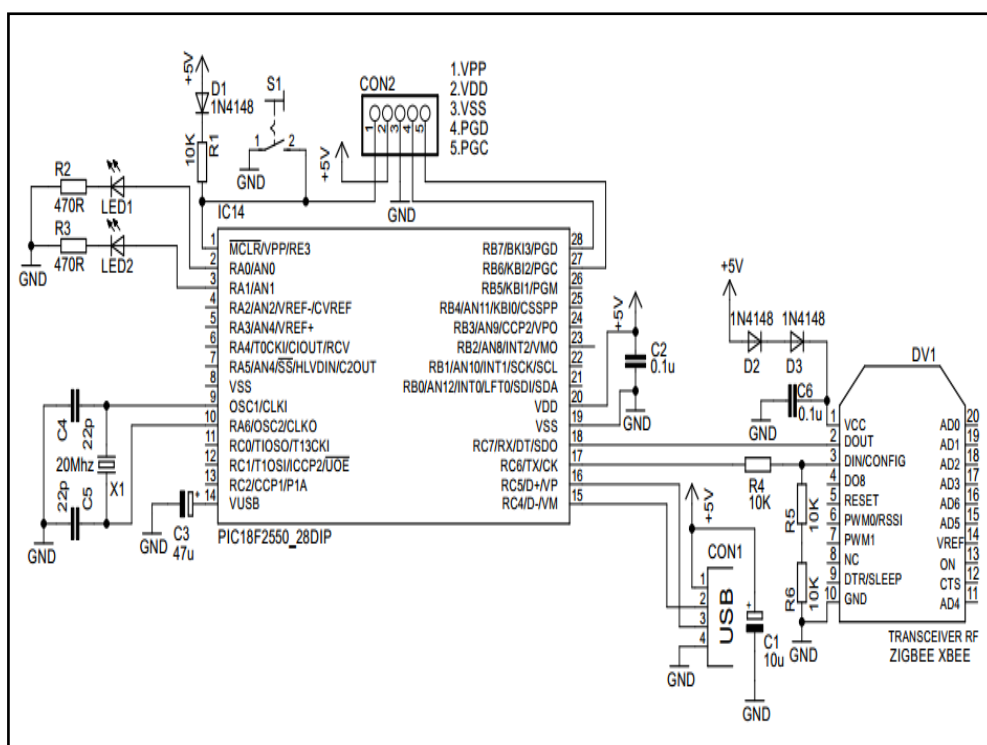 +5V
D1
1N4148
10K
R1
S1
1
2
GND
CON2
1
2
3
4
5
1.VPP
2.VDD
3.VSS
4.PGD
5.PGC
+5V
GND
R2
470R
LED1
R3
470R
LED2
GND
IC14
1 MCLR/VPP/RE3
2 RA0/AN0
3 RA1/AN1
4 RA2/AN2/VREF-/CVREF
5 RA3/AN4/VREF+
6 RA4/T0CKI/CIOUT/RCV
7 RA5/AN4/SS/HLVDIN/C2OUT
8 VSS
9 OSC1/CLKI
10 RA6/OSC2/CLKO
11 RC0/TIOSO/T13CKI
12 RC1/T1OSI/ICCP2/UOE
13 RC2/CCP1/P1A
14 VUSB
RB7/BKI3/PGD 28
RB6/KBI2/PGC 27
RB5/KBI1/PGM 26
RB4/AN11/KBI0/CSSPP 25
RB3/AN9/CCP2/VPO 24
RB2/AN8/INT2/VMO 23
RB1/AN10/INT1/SCK/SCL 22
RB0/AN12/INT0/LFT0/SDI/SDA 21
VDD 20
VSS 19
RC7/RX/DT/SDO 18
RC6/TX/CK 17
RC5/D+/VP 16
RC4/D-/VM 15
PIC18F2550_28DIP
C4
22p
20Mhz
X1
22p
C5
GND
GND
C3
47u
+5V
C2
0.1u
GND
+5V
1N4148
1N4148
D2
D3
C6
0.1u
GND
R4
10K
R5
10K
R6
10K
GND
DV1
1 VCC
2 DOUT
3 DIN/CONFIG
4 DO8
5 RESET
6 PWM0/RSSI
7 PWM1
8 NC
9 DTR/SLEEP
10 GND
AD0 20
AD1 19
AD2 18
AD3 17
AD6 16
AD5 15
VREF 14
ON 13
CTS 12
AD4 11
TRANSCEIVER RF
ZIGBEE XBEE
+5V
CON1
1
2
3
4
USB
GND
+
C1
10u
GND